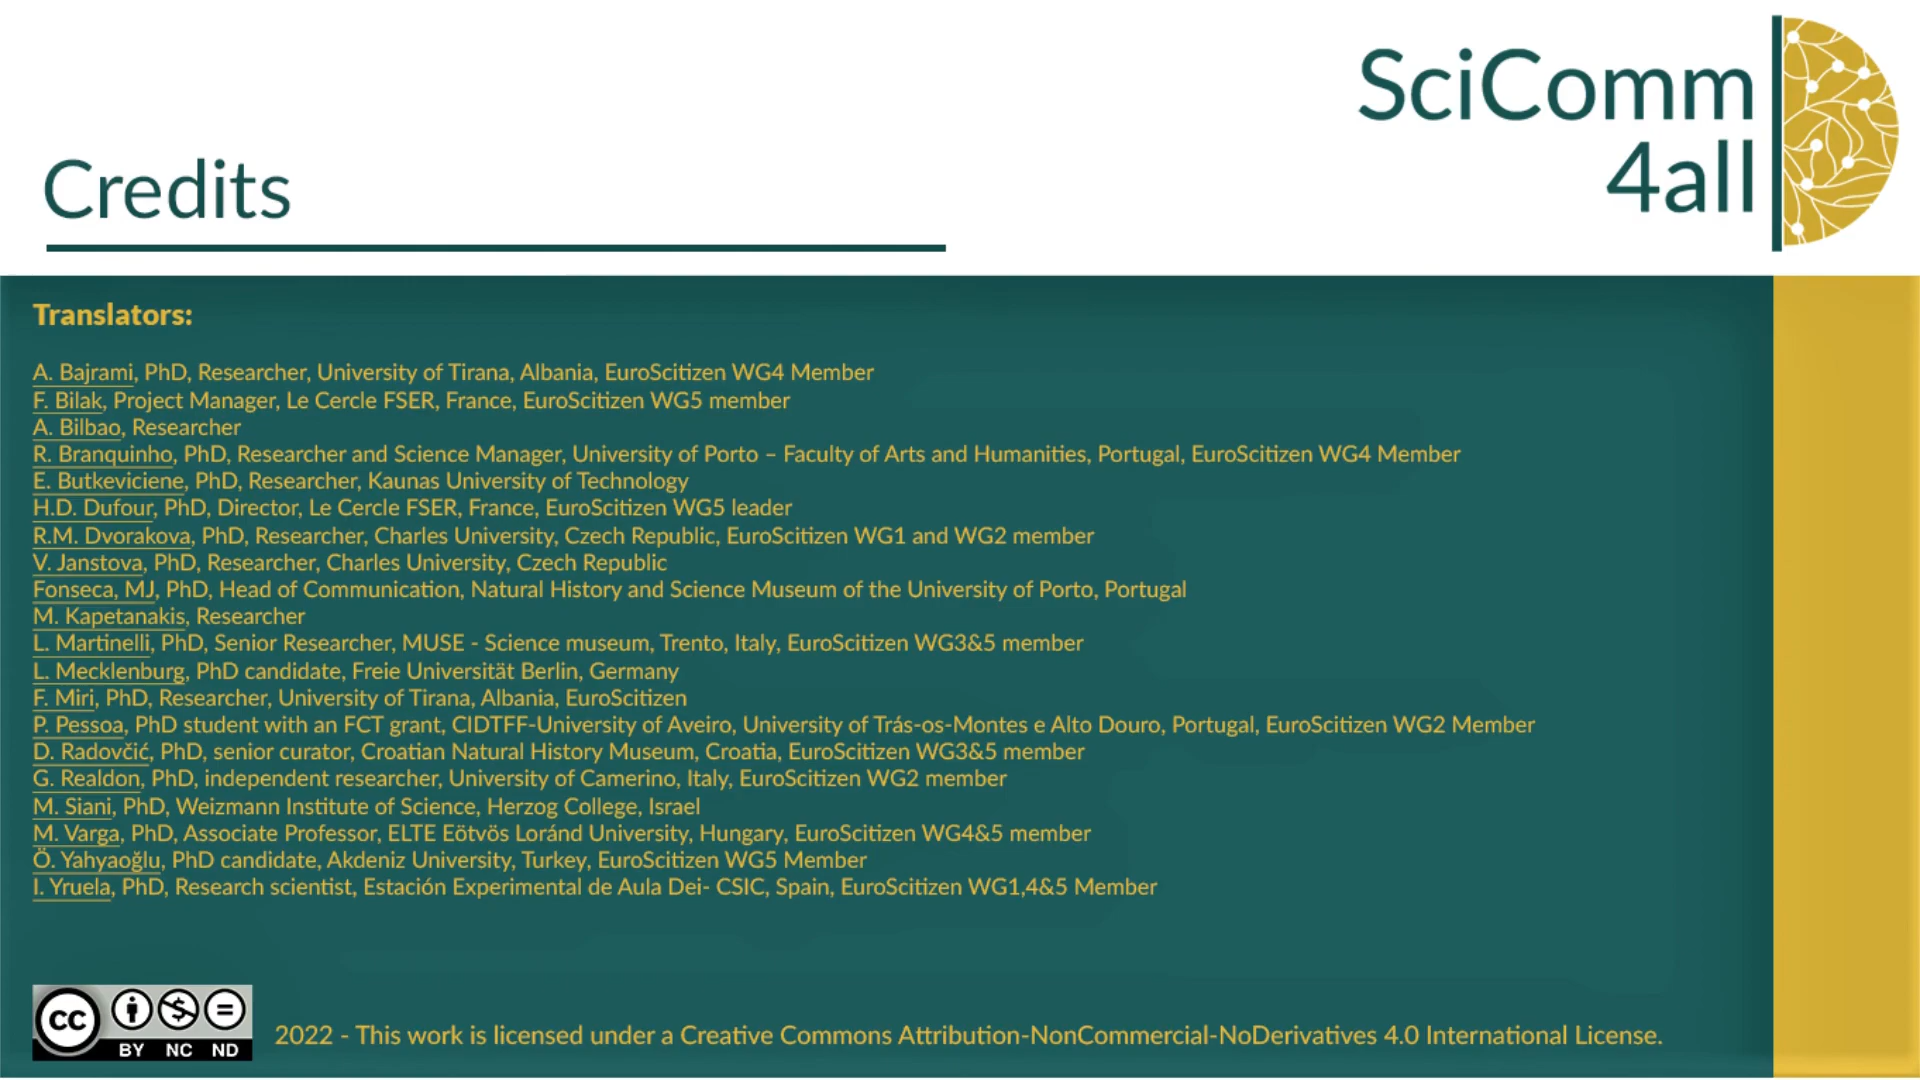 SciComm
4all
Credits
Translators:
A. Bajrami, PhD, Researcher, University of Tirana, Albania, EuroScitizen WG4 Member
F. Bilak, Project Manager, Le Cercle FSER, France, EuroScitizen WG5 member
A. Bilbao, Researcher
R. Branquinho, PhD, Researcher and Science Manager, University of Porto – Faculty of Arts and Humanities, Portugal, EuroScitizen WG4 Member
E. Butkeviciene, PhD, Researcher, Kaunas University of Technology
H.D. Dufour, PhD, Director, Le Cercle FSER, France, EuroScitizen WG5 leader
R.M. Dvorakova, PhD, Researcher, Charles University, Czech Republic, EuroScitizen WG1 and WG2 member
V. Janstova, PhD, Researcher, Charles University, Czech Republic
Fonseca, MJ, PhD, Head of Communication, Natural History and Science Museum of the University of Porto, Portugal
M. Kapetanakis, Researcher
L. Martinelli, PhD, Senior Researcher, MUSE - Science museum, Trento, Italy, EuroScitizen WG3&5 member
L. Mecklenburg, PhD candidate, Freie Universität Berlin, Germany
F. Miri, PhD, Researcher, University of Tirana, Albania, EuroScitizen
P. Pessoa, PhD student with an FCT grant, CIDTFF-University of Aveiro, University of Trás-os-Montes e Alto Douro, Portugal, EuroScitizen WG2 Member
D. Radovčić, PhD, senior curator, Croatian Natural History Museum, Croatia, EuroScitizen WG3&5 member
G. Realdon, PhD, independent researcher, University of Camerino, Italy, EuroScitizen WG2 member
M. Siani, PhD, Weizmann Institute of Science, Herzog College, Israel
M. Varga, PhD, Associate Professor, ELTE Eötvös Loránd University, Hungary, EuroScitizen WG4&5 member
Ö. Yahyaoğlu, PhD candidate, Akdeniz University, Turkey, EuroScitizen WG5 Member
I. Yruela, PhD, Research scientist, Estación Experimental de Aula Dei- CSIC, Spain, EuroScitizen WG1,4&5 Member
cc
BY NC ND
2022 - This work is licensed under a Creative Commons Attribution-NonCommercial-NoDerivatives 4.0 International License.